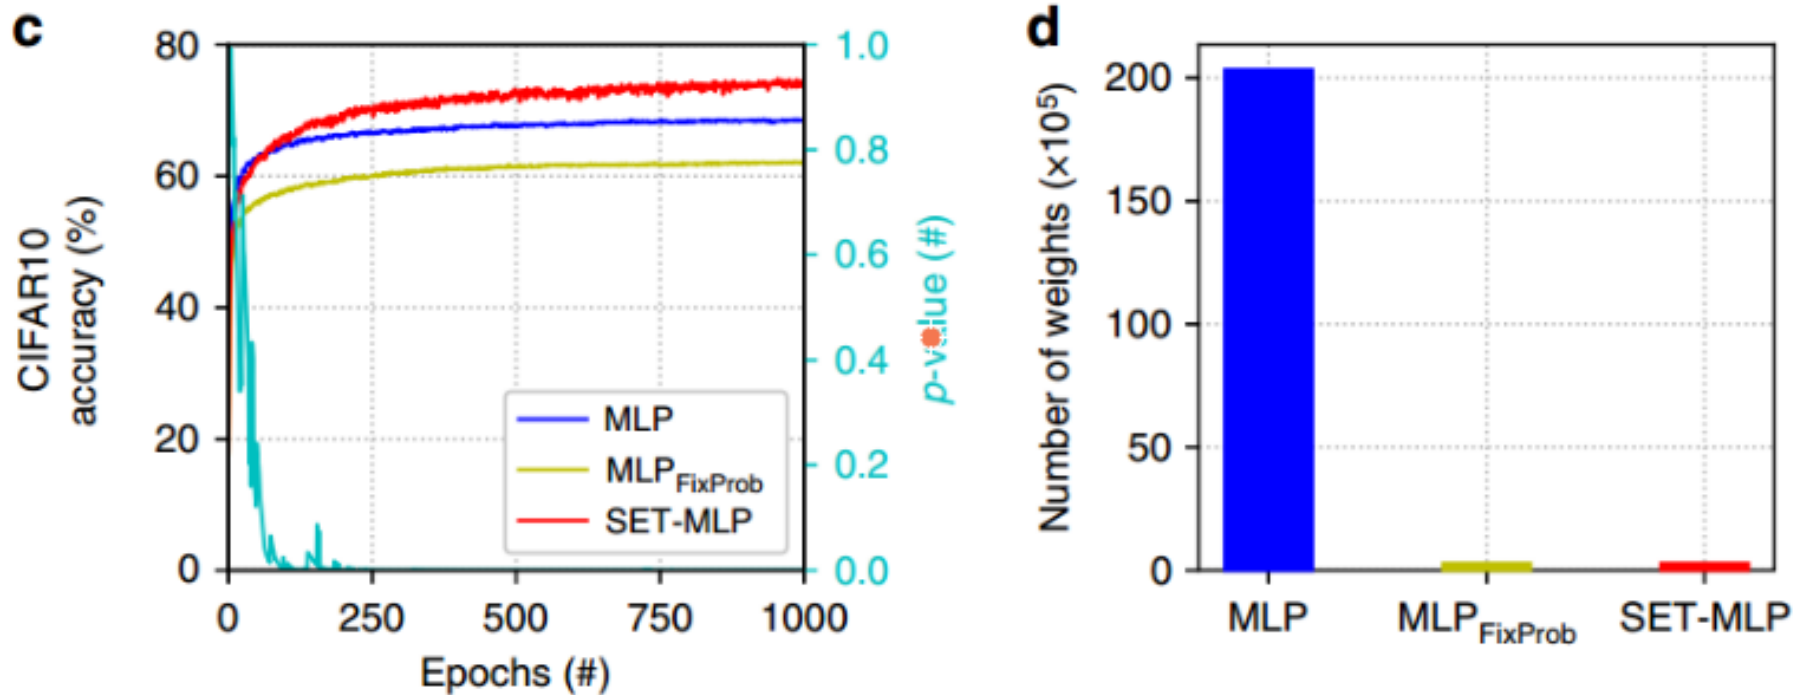 c
80
60
40
20
0
CIFAR10
accuracy (%)
1.0
0.8
0.6
0.4
0.2
0.0
p-value (#)
MLP
MLPFixProb
SET-MLP
0 250 500 750 1000
Epochs (#)
d
200
150
100
50
0
Number of weights (×10⁵)
MLP MLPFixProb SET-MLP